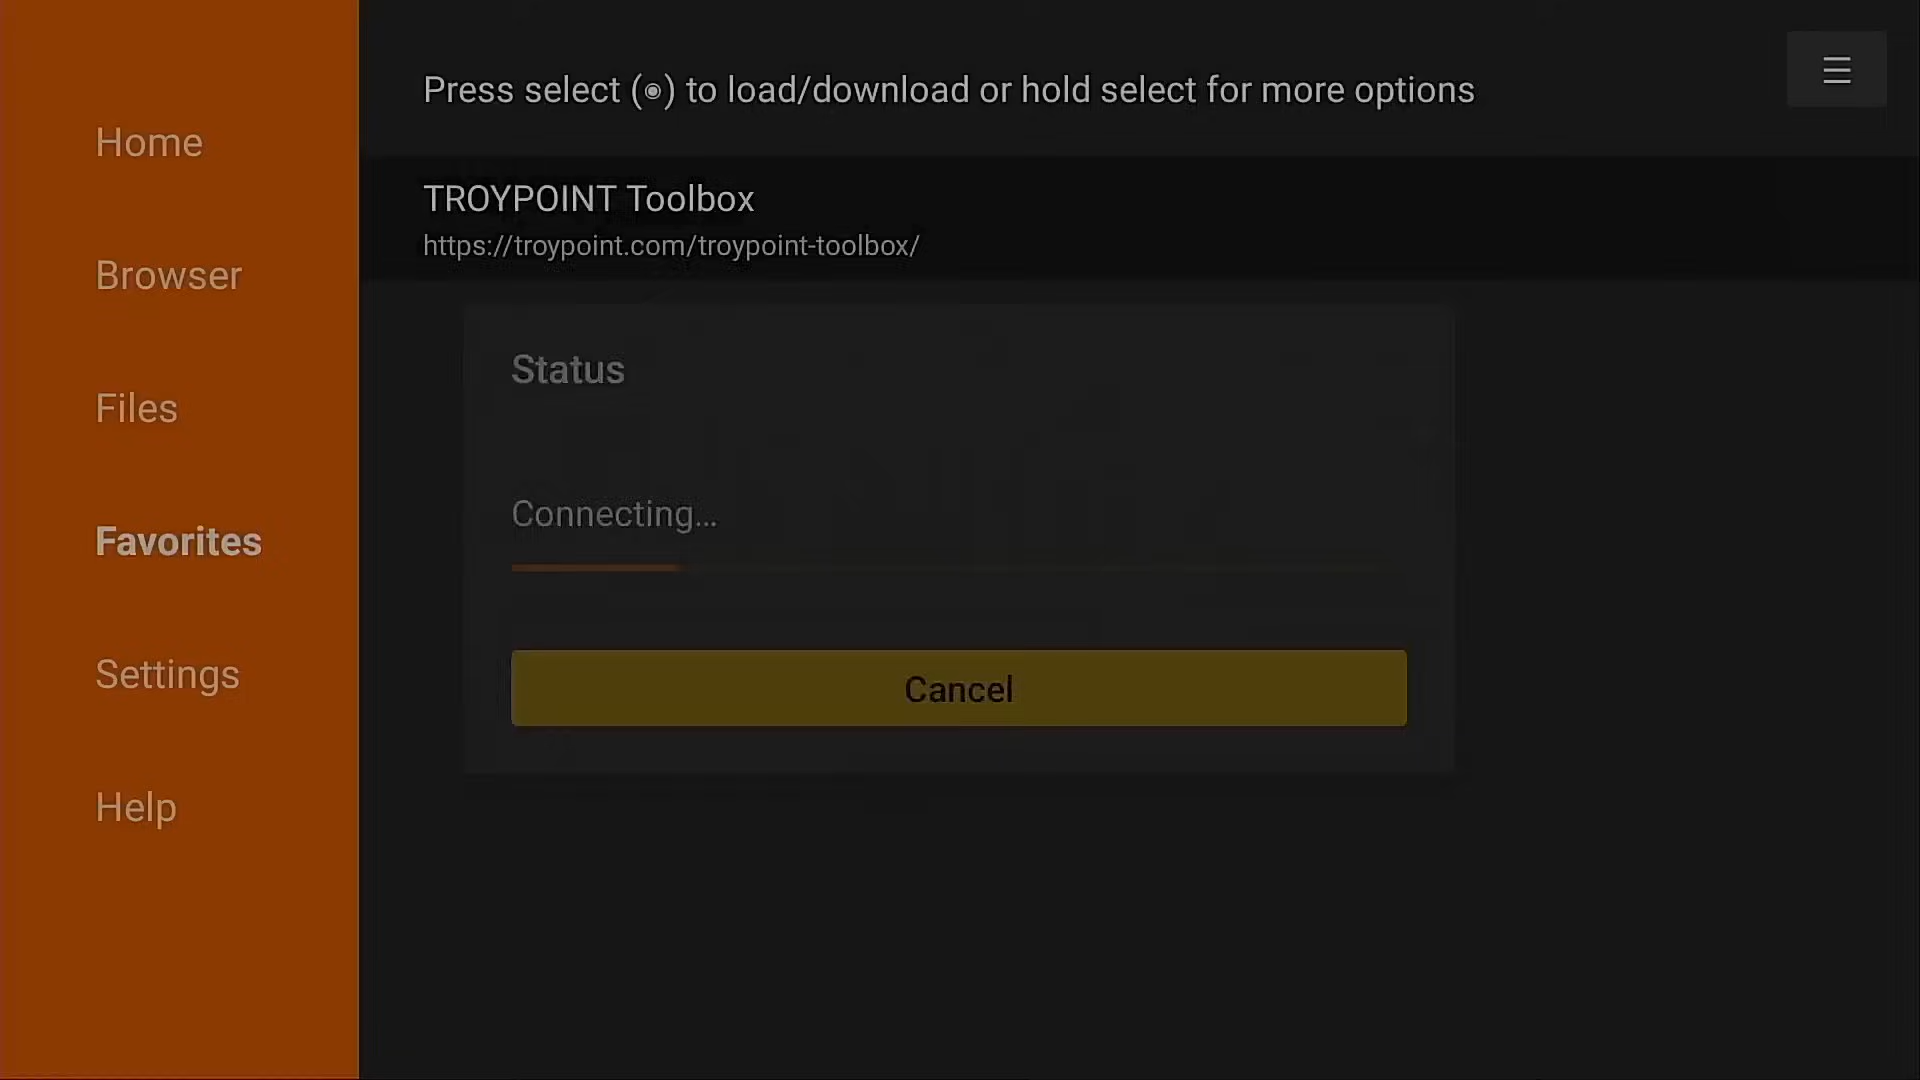 Home
Browser
Files
Favorites
Settings
Help
Press select (◉) to load/download or hold select for more options
TROYPOINT Toolbox
https://troypoint.com/troypoint-toolbox/
Status
Connecting...
Cancel